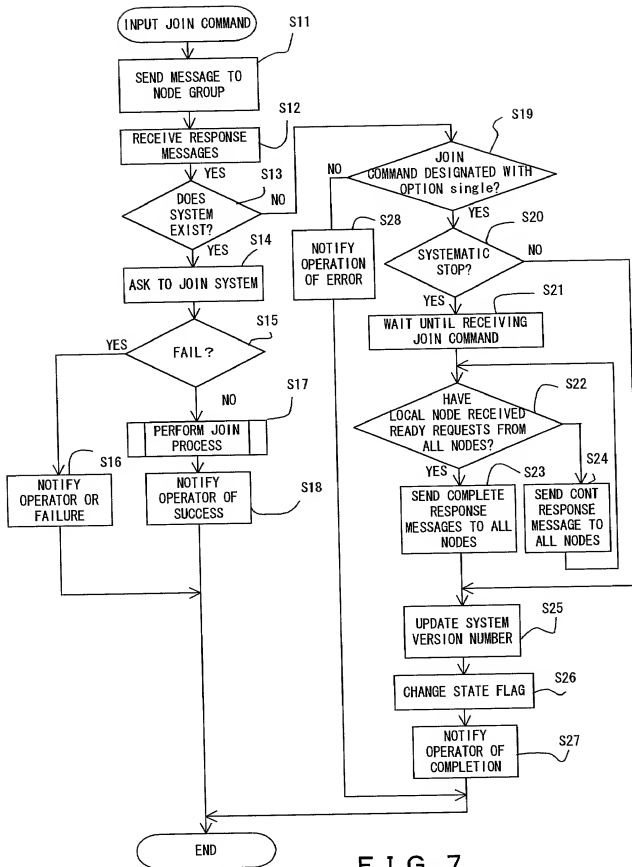 INPUT JOIN COMMAND
S11
SEND MESSAGE TO
NODE GROUP
S12
RECEIVE RESPONSE
MESSAGES
YES
S13
DOES
SYSTEM
EXIST?
NO
YES
S14
ASK TO JOIN SYSTEM
S15
YES
FAIL?
NO
S17
PERFORM JOIN
PROCESS
S16
NOTIFY
OPERATOR OR
FAILURE
NOTIFY
OPERATOR OF
SUCCESS
S18
S19
JOIN
COMMAND DESIGNATED WITH
OPTION single?
NO
YES
S28
NOTIFY
OPERATION
OF ERROR
S20
SYSTEMATIC
STOP?
NO
YES
S21
WAIT UNTIL RECEIVING
JOIN COMMAND
S22
HAVE
LOCAL NODE RECEIVED
READY REQUESTS FROM
ALL NODES?
YES
S23
SEND COMPLETE
RESPONSE
MESSAGES TO ALL
NODES
S24
SEND CONT
RESPONSE
MESSAGE TO
ALL NODES
S25
UPDATE SYSTEM
VERSION NUMBER
S26
CHANGE STATE FLAG
S27
NOTIFY
OPERATOR OF
COMPLETION
END
FIG. 7